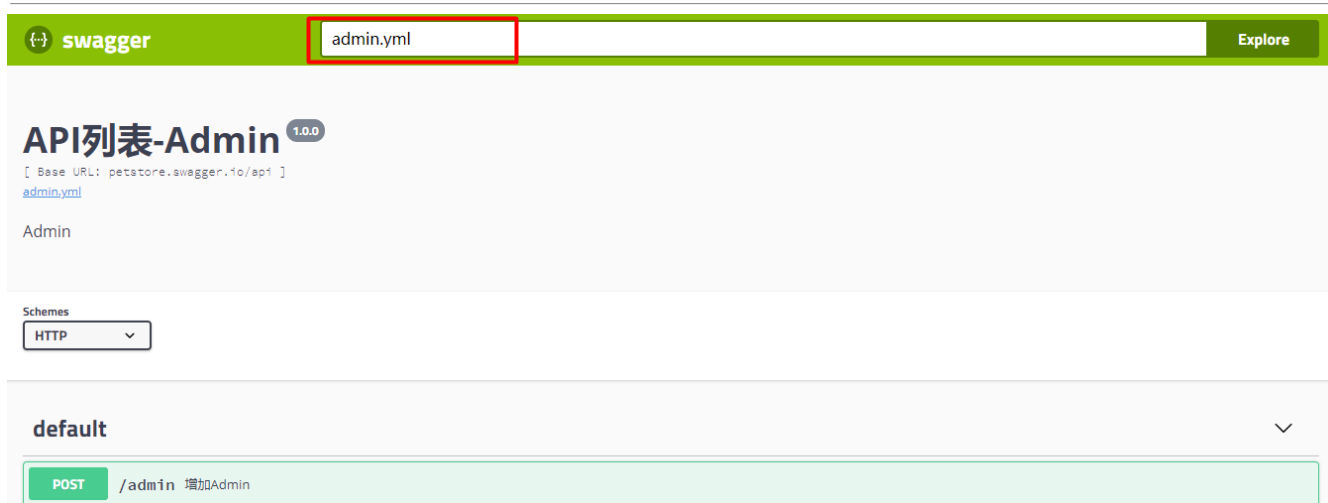 {··} swagger admin.yml Explore
API列表-Admin 1.0.0
[ Base URL: petstore.swagger.io/api ]
admin.yml
Admin
Schemes
HTTP
default
POST /admin 增加Admin